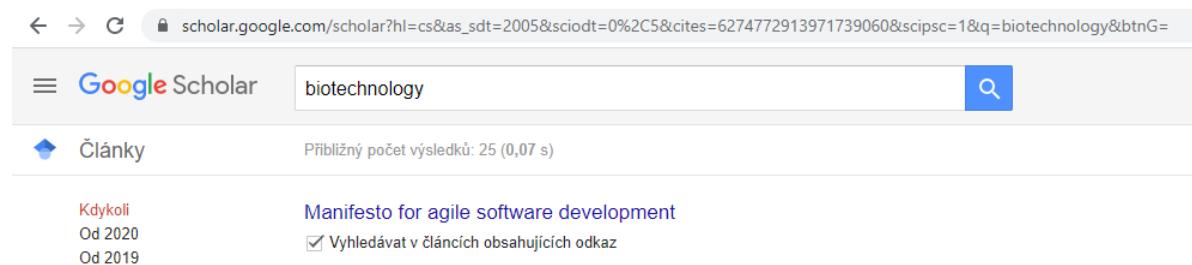 scholar.google.com/scholar?hl=cs&as_sdt=2005&sciodt=0%2C5&cites=6274772913971739060&scipsc=1&q=biotechnology&btnG=
Google Scholar
biotechnology
Články
Přibližný počet výsledků: 25 (0,07 s)
Kdykoli
Od 2020
Od 2019
Manifesto for agile software development
Vyhledávat v článcích obsahujících odkaz